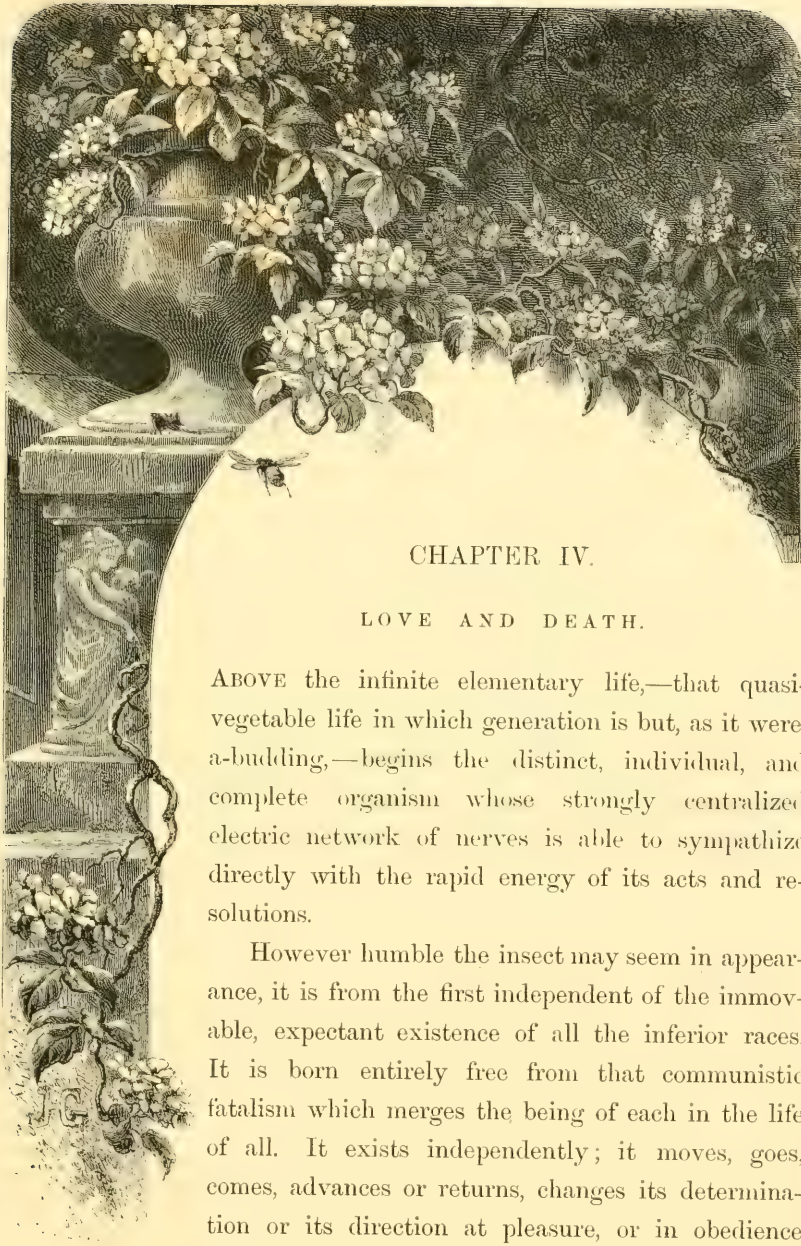 CHAPTER IV.
LOVE AND DEATH.
ABOVE the infinite elementary life,—that quasi-
vegetable life in which generation is but, as it were
a-budding,—begins the distinct, individual, and
complete organism whose strongly centralized
electric network of nerves is able to sympathize
directly with the rapid energy of its acts and re-
solutions.
However humble the insect may seem in appear-
ance, it is from the first independent of the immov-
able, expectant existence of all the inferior races.
It is born entirely free from that communistic
fatalism which merges the being of each in the life
of all. It exists independently; it moves, goes,
comes, advances or returns, changes its determina-
tion or its direction at pleasure, or in obedience